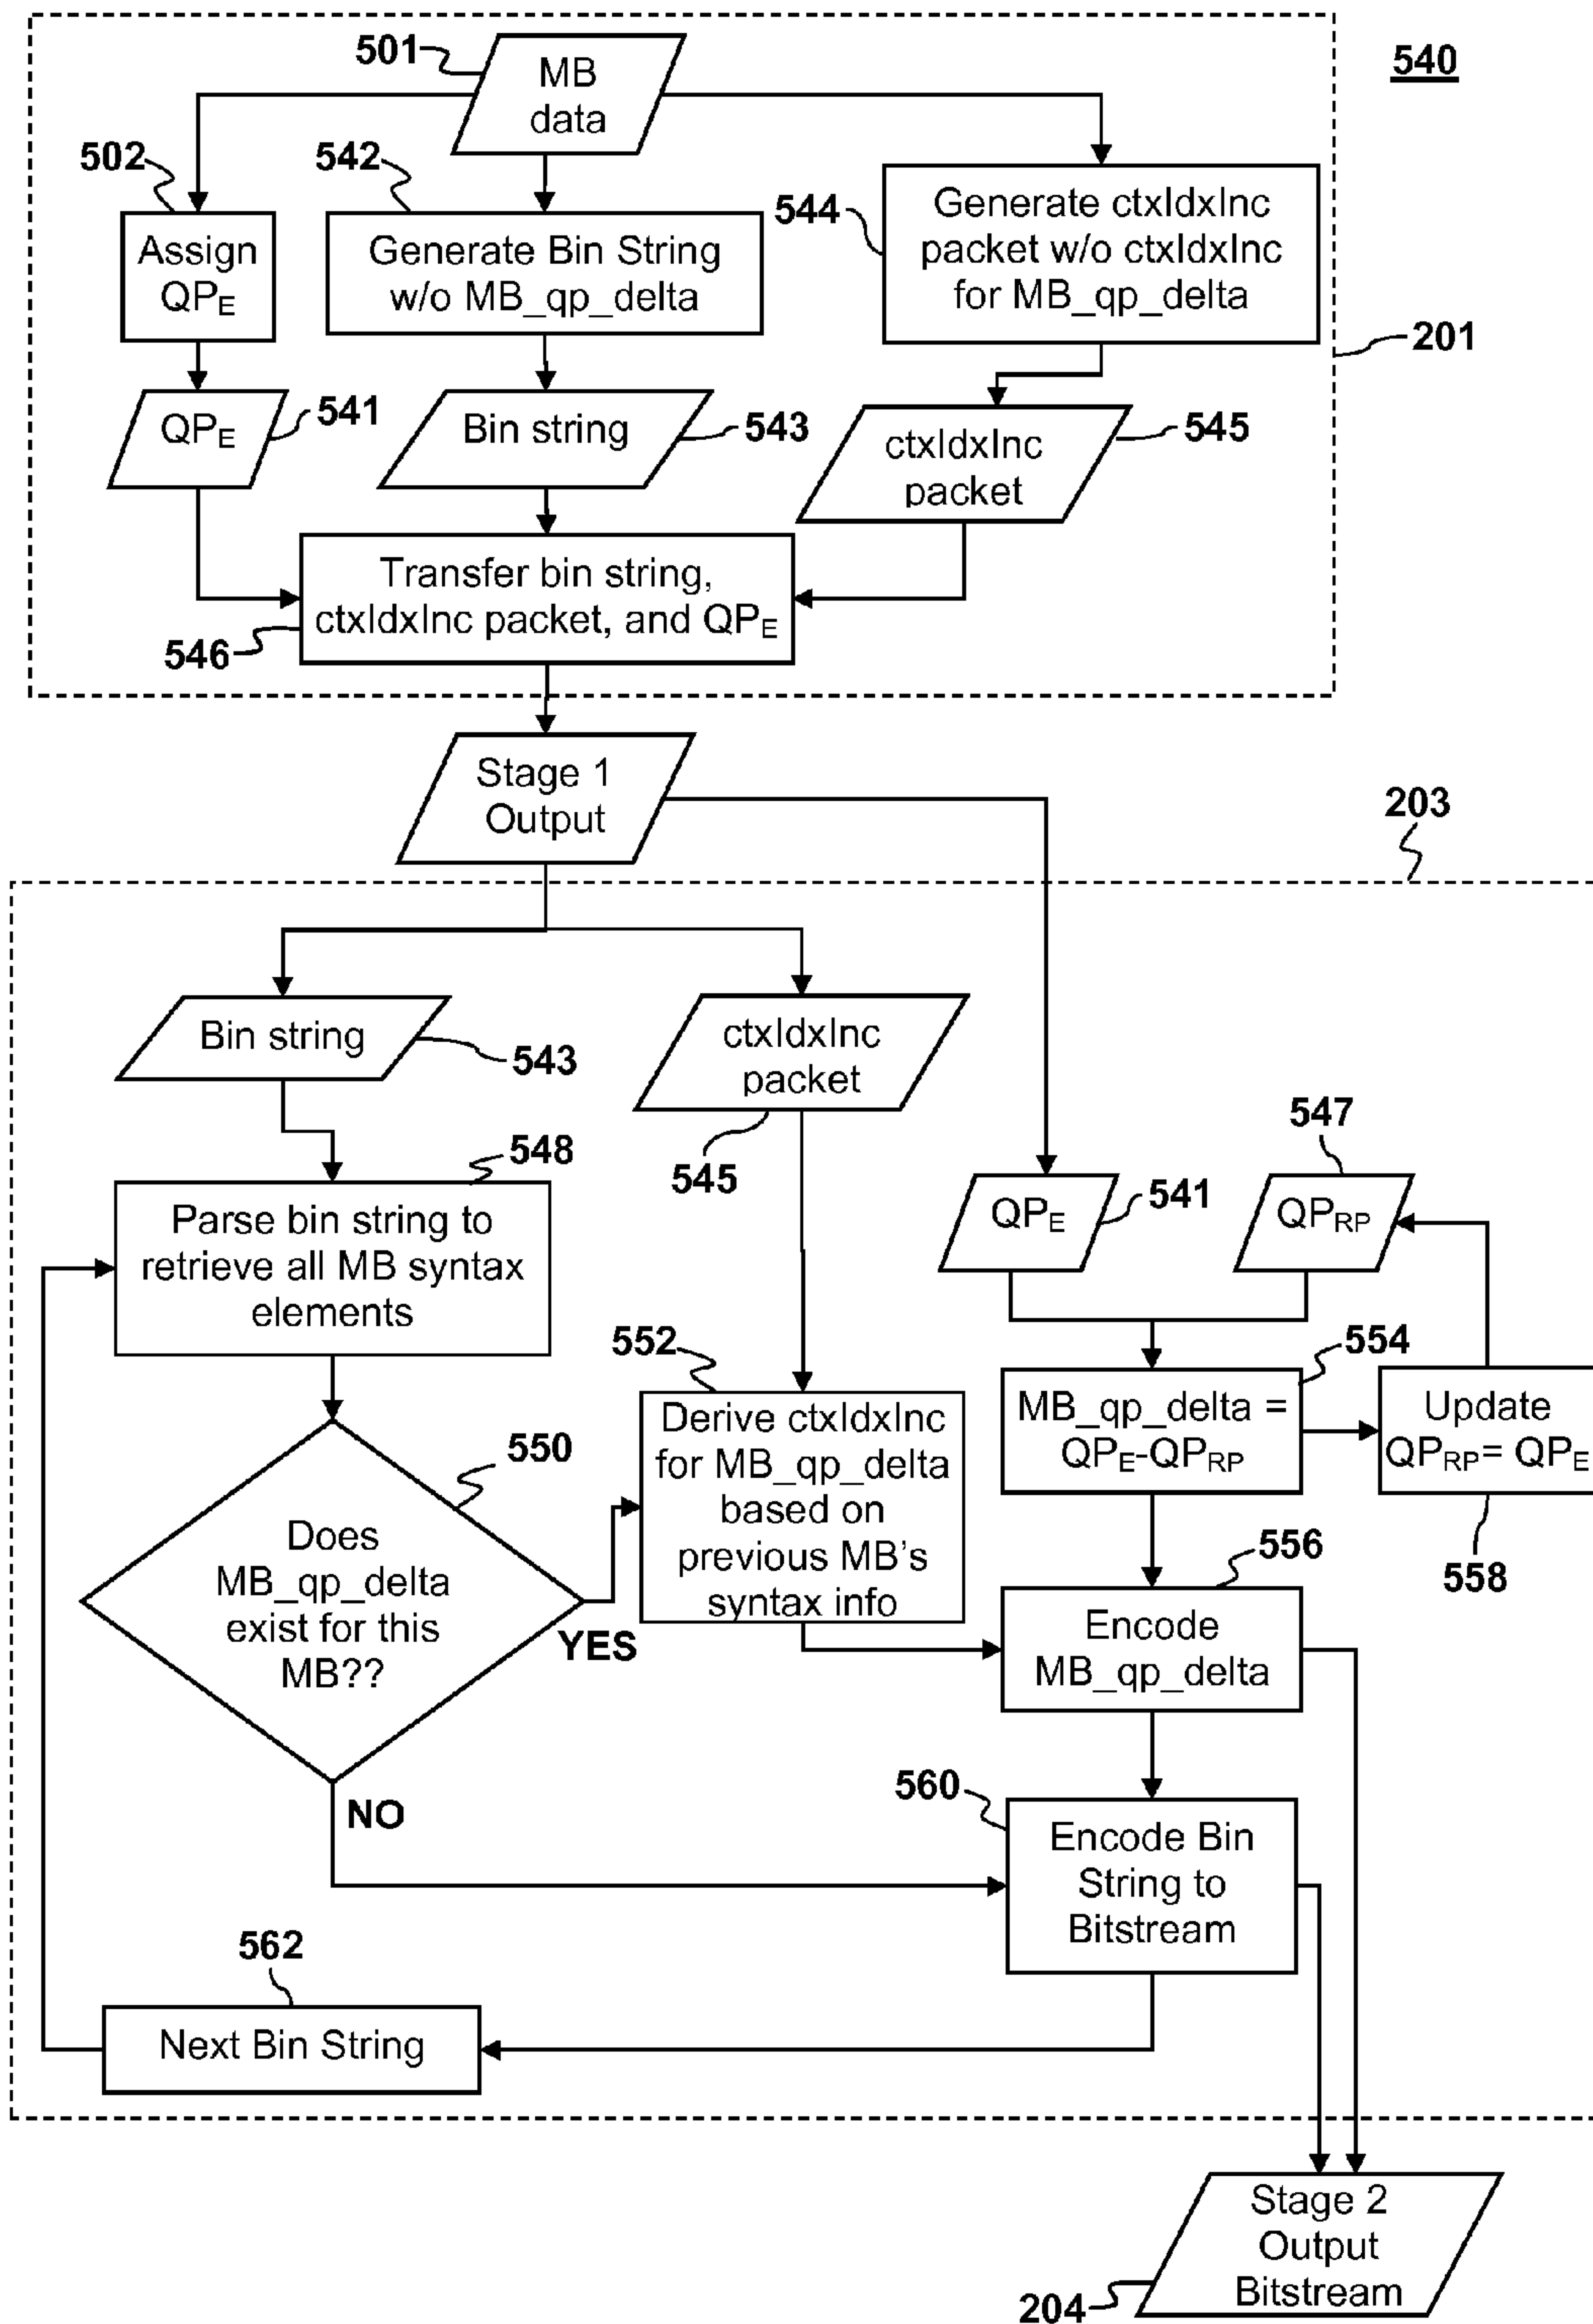 540
501
MB
data
502
542
544
Assign
QPE
Generate Bin String
w/o MB_qp_delta
Generate ctxIdxInc
packet w/o ctxIdxInc
for MB_qp_delta
201
QPE
541
Bin string
543
ctxIdxInc
packet
545
Transfer bin string,
ctxIdxInc packet, and QPE
546
Stage 1
Output
203
Bin string
543
ctxIdxInc
packet
545
QPE
541
547
QPRP
548
Parse bin string to
retrieve all MB syntax
elements
550
Does
MB_qp_delta
exist for this
MB??
YES
NO
552
Derive ctxIdxInc
for MB_qp_delta
based on
previous MB's
syntax info
554
MB_qp_delta =
QPE-QPRP
Update
QPRP= QPE
558
556
Encode
MB_qp_delta
560
Encode Bin
String to
Bitstream
562
Next Bin String
Stage 2
Output
Bitstream
204